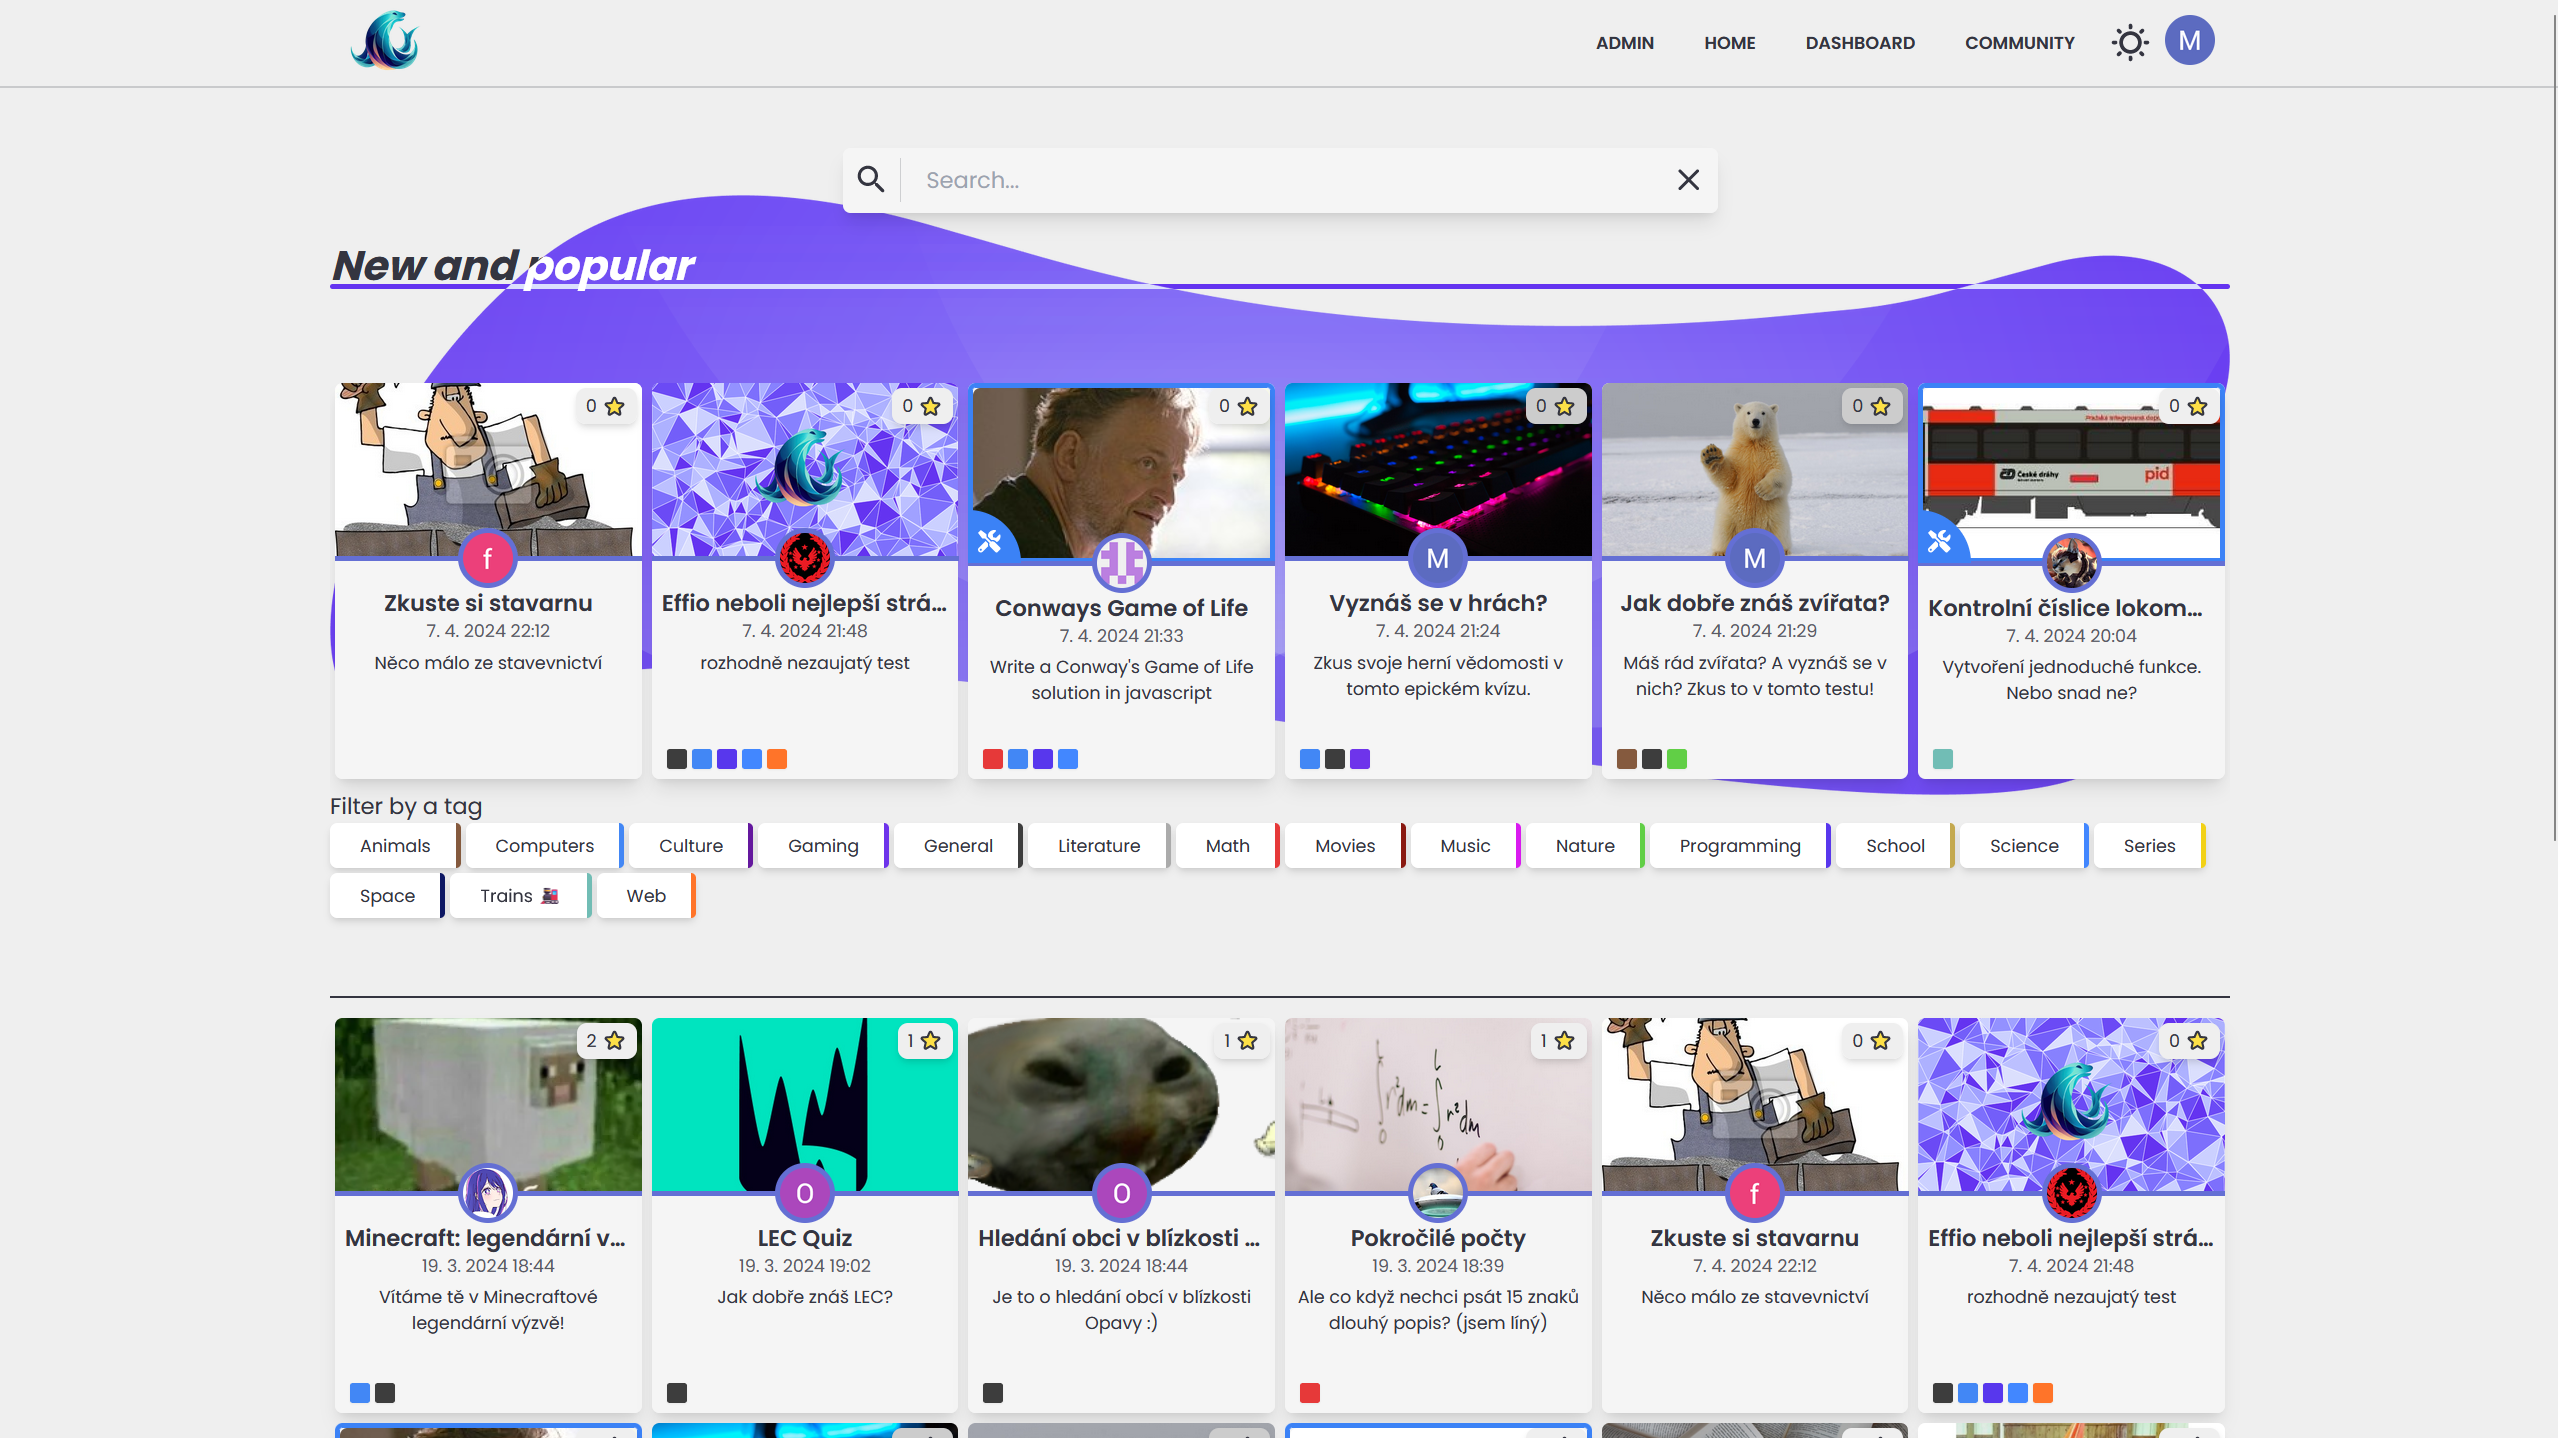 ADMIN HOME DASHBOARD COMMUNITY M
Search...
New and popular
0 0 0 0 0 0
České dráhy pid
f M M
Zkuste si stavarnu
7. 4. 2024 22:12
Něco málo ze stavevnictví
Effio neboli nejlepší strá...
7. 4. 2024 21:48
rozhodně nezaujatý test
Conways Game of Life
7. 4. 2024 21:33
Write a Conway's Game of Life
solution in javascript
Vyznáš se v hrách?
7. 4. 2024 21:24
Zkus svoje herní vědomosti v
tomto epickém kvízu.
Jak dobře znáš zvířata?
7. 4. 2024 21:29
Máš rád zvířata? A vyznáš se v
nich? Zkus to v tomto testu!
Kontrolní číslice lokom...
7. 4. 2024 20:04
Vytvoření jednoduché funkce.
Nebo snad ne?
Filter by a tag
Animals Computers Culture Gaming General Literature Math Movies Music Nature Programming School Science Series
Space Trains 🚂 Web
2 1 1 1 0 0
O O f
Minecraft: legendární v...
19. 3. 2024 18:44
Vítáme tě v Minecraftové
legendární výzvě!
LEC Quiz
19. 3. 2024 19:02
Jak dobře znáš LEC?
Hledání obci v blízkosti ...
19. 3. 2024 18:44
Je to o hledání obcí v blízkosti
Opavy :)
Pokročilé počty
19. 3. 2024 18:39
Ale co když nechci psát 15 znaků
dlouhý popis? (jsem líný)
Zkuste si stavarnu
7. 4. 2024 22:12
Něco málo ze stavevnictví
Effio neboli nejlepší strá...
7. 4. 2024 21:48
rozhodně nezaujatý test